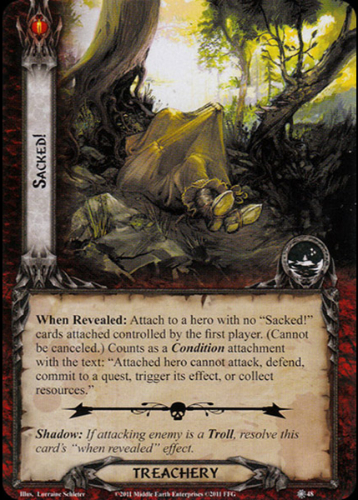 SACKED!
When Revealed: Attach to a hero with no “Sacked!”
cards attached controlled by the first player. (Cannot
be canceled.) Counts as a Condition attachment
with the text: “Attached hero cannot attack, defend,
commit to a quest, trigger its effect, or collect
resources.”
Shadow: If attacking enemy is a Troll, resolve this
card’s “when revealed” effect.
TREACHERY
Illus. Lorraine Schleter
©2011 Middle Earth Enterprises ©2011 FFG
48